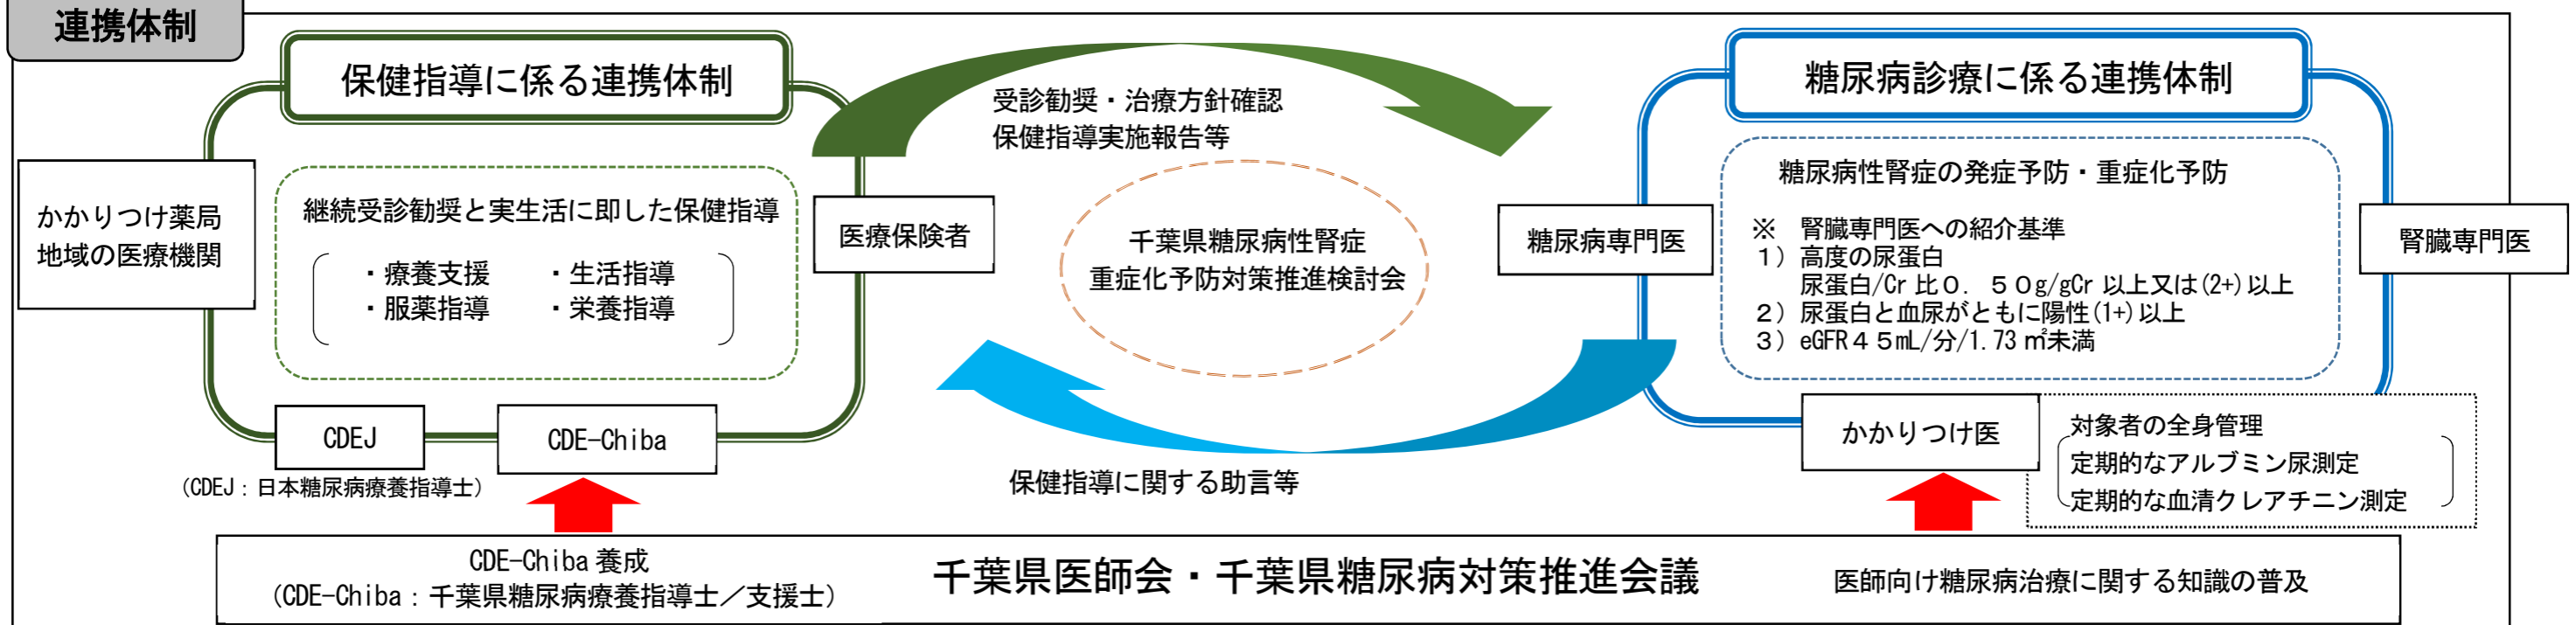 連携体制
保健指導に係る連携体制
かかりつけ薬局
地域の医療機関
継続受診勧奨と実生活に即した保健指導
・療養支援 ・生活指導
・服薬指導 ・栄養指導
医療保険者
CDEJ
CDE-Chiba
(CDEJ：日本糖尿病療養指導士)
受診勧奨・治療方針確認
保健指導実施報告等
千葉県糖尿病性腎症
重症化予防対策推進検討会
保健指導に関する助言等
糖尿病診療に係る連携体制
糖尿病専門医
糖尿病性腎症の発症予防・重症化予防
※ 腎臓専門医への紹介基準
１）高度の尿蛋白
尿蛋白/Cr 比０．５０g/gCr 以上又は(2+)以上
２）尿蛋白と血尿がともに陽性(1+)以上
３）eGFR４５mL/分/1.73 ㎡未満
腎臓専門医
かかりつけ医
対象者の全身管理
定期的なアルブミン尿測定
定期的な血清クレアチニン測定
CDE-Chiba 養成
(CDE-Chiba：千葉県糖尿病療養指導士／支援士)
千葉県医師会・千葉県糖尿病対策推進会議
医師向け糖尿病治療に関する知識の普及